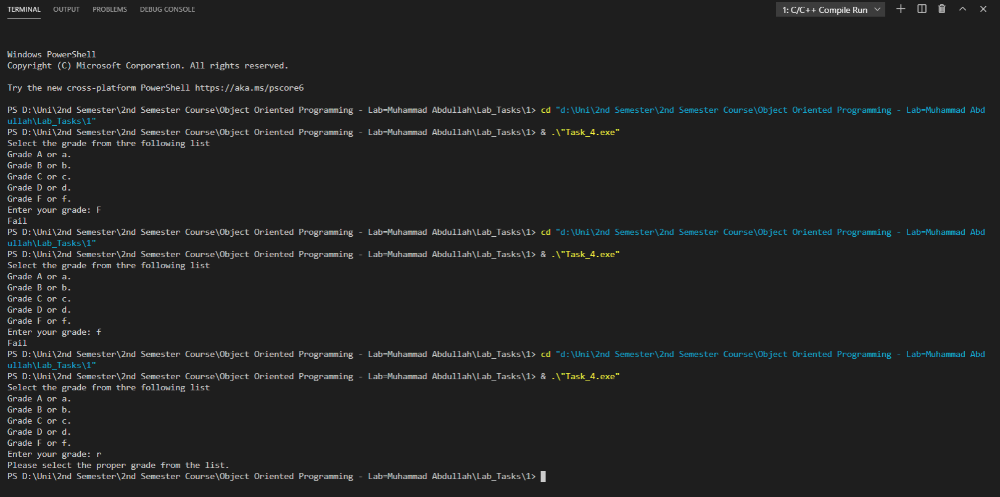 TERMINAL OUTPUT PROBLEMS DEBUG CONSOLE 1: C/C++ Compile Run
Windows PowerShell
Copyright (C) Microsoft Corporation. All rights reserved.
Try the new cross-platform PowerShell https://aka.ms/pscore6
PS D:\Uni\2nd Semester\2nd Semester Course\Object Oriented Programming - Lab=Muhammad Abdullah\Lab_Tasks\1> cd "d:\Uni\2nd Semester\2nd Semester Course\Object Oriented Programming - Lab=Muhammad Abd
ullah\Lab_Tasks\1"
PS D:\Uni\2nd Semester\2nd Semester Course\Object Oriented Programming - Lab=Muhammad Abdullah\Lab_Tasks\1> & .\"Task_4.exe"
Select the grade from thre following list
Grade A or a.
Grade B or b.
Grade C or c.
Grade D or d.
Grade F or f.
Enter your grade: F
Fail
PS D:\Uni\2nd Semester\2nd Semester Course\Object Oriented Programming - Lab=Muhammad Abdullah\Lab_Tasks\1> cd "d:\Uni\2nd Semester\2nd Semester Course\Object Oriented Programming - Lab=Muhammad Abd
ullah\Lab_Tasks\1"
PS D:\Uni\2nd Semester\2nd Semester Course\Object Oriented Programming - Lab=Muhammad Abdullah\Lab_Tasks\1> & .\"Task_4.exe"
Select the grade from thre following list
Grade A or a.
Grade B or b.
Grade C or c.
Grade D or d.
Grade F or f.
Enter your grade: f
Fail
PS D:\Uni\2nd Semester\2nd Semester Course\Object Oriented Programming - Lab=Muhammad Abdullah\Lab_Tasks\1> cd "d:\Uni\2nd Semester\2nd Semester Course\Object Oriented Programming - Lab=Muhammad Abd
ullah\Lab_Tasks\1"
PS D:\Uni\2nd Semester\2nd Semester Course\Object Oriented Programming - Lab=Muhammad Abdullah\Lab_Tasks\1> & .\"Task_4.exe"
Select the grade from thre following list
Grade A or a.
Grade B or b.
Grade C or c.
Grade D or d.
Grade F or f.
Enter your grade: r
Please select the proper grade from the list.
PS D:\Uni\2nd Semester\2nd Semester Course\Object Oriented Programming - Lab=Muhammad Abdullah\Lab_Tasks\1>